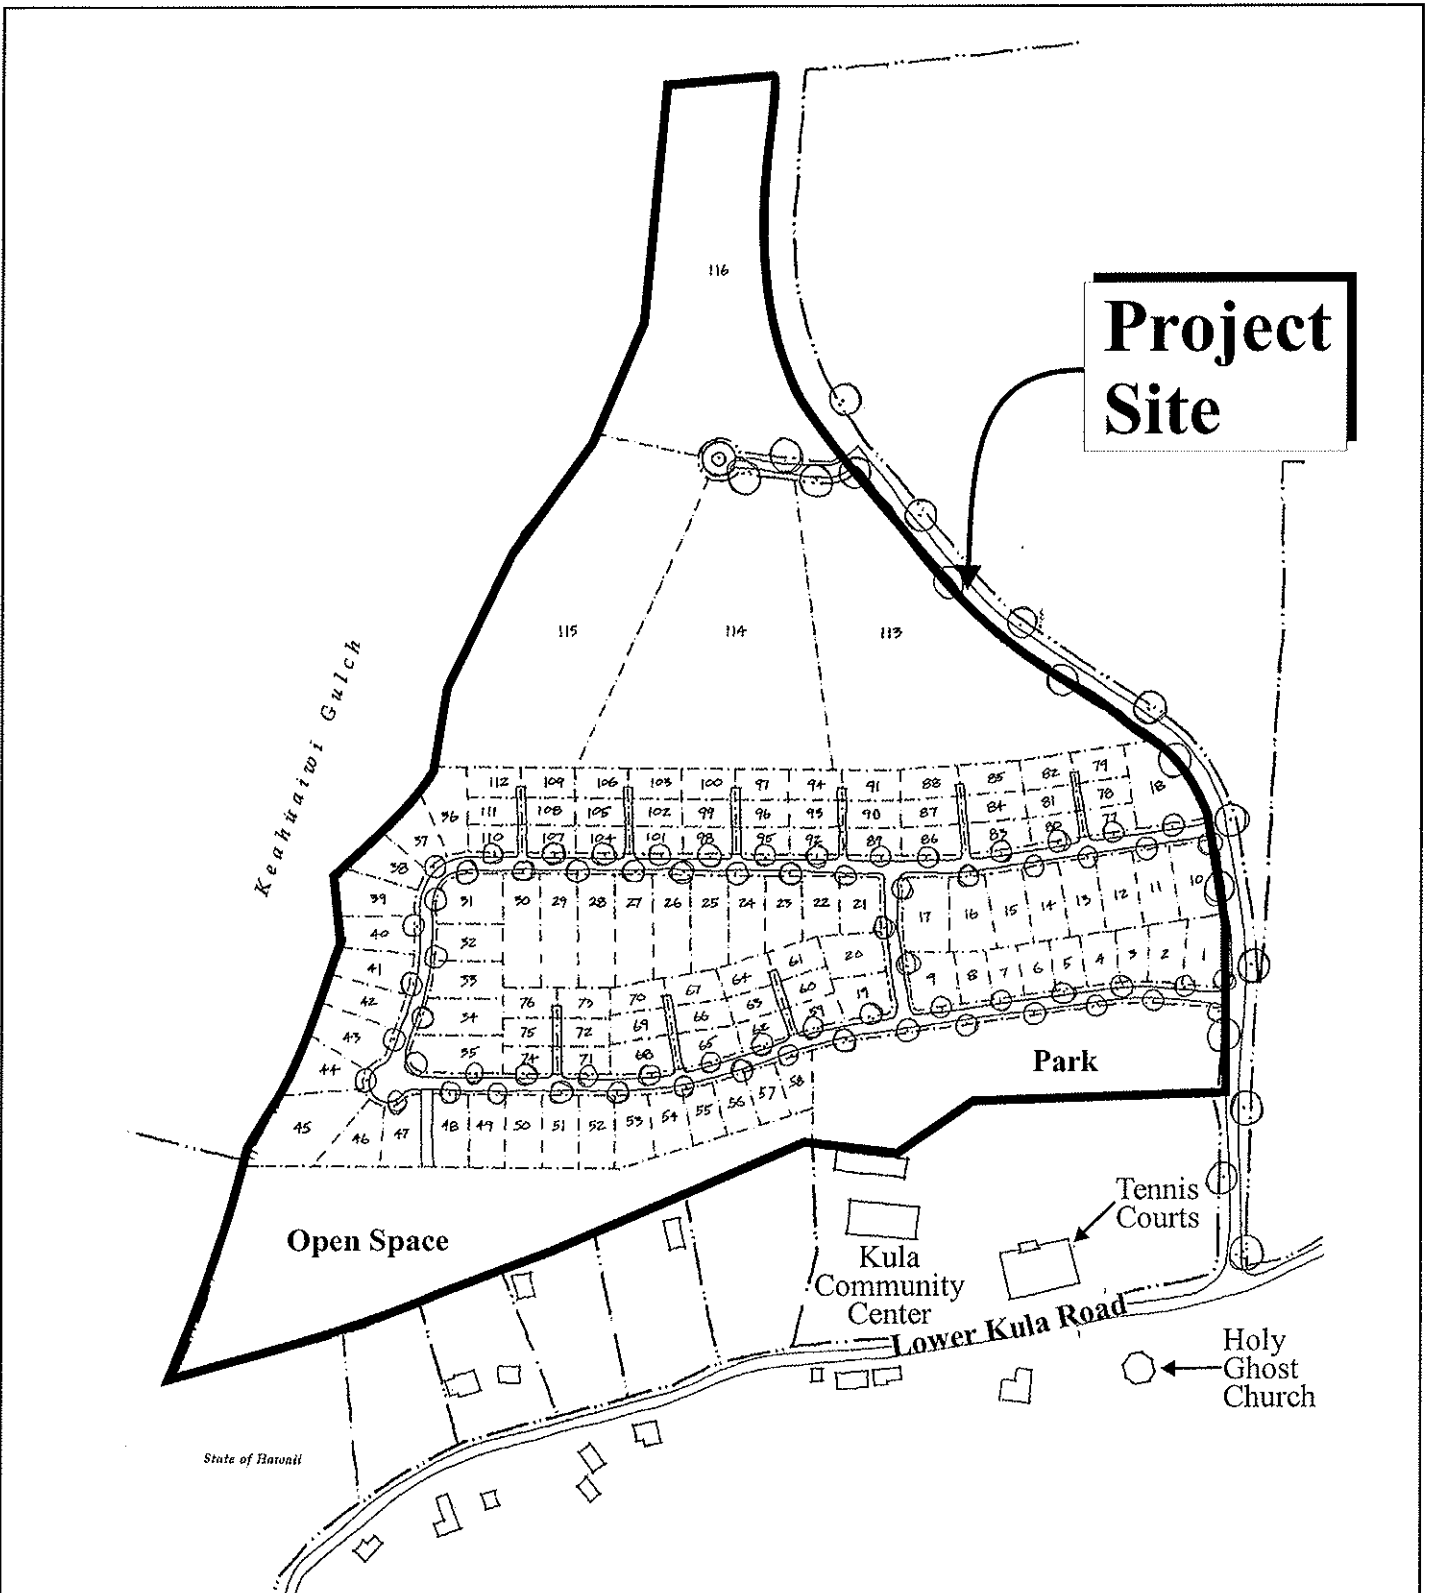 116
Project
Site
115
114
113
Keahuaiwi Gulch
112 109 106 103 100 97 94 91 88 85 82 79 18
36 111 108 105 102 99 96 93 90 87 84 81 78
37 110 107 104 101 98 95 92 89 86 83 80 77
38
39 31 30 29 28 27 26 25 24 23 22 21 17 16 15 14 13 12 11 10
40 32
41 33 64 61 20 9 8 7 6 5 4 3 2 1
42 34 76 73 70 67 63 60 19
43 75 72 69 66 62 59
44 35 74 71 68 65
Park
45 46 47 48 49 50 51 52 53 54 55 56 57 58
Open Space
Tennis
Courts
Kula
Community
Center
Lower Kula Road
Holy
Ghost
Church
State of Hawaii